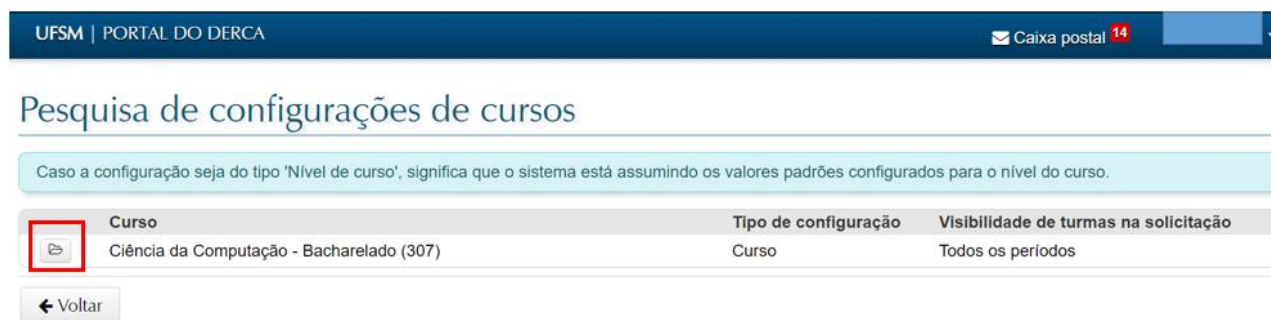 UFSM | PORTAL DO DERCA Caixa postal 14
Pesquisa de configurações de cursos
Caso a configuração seja do tipo 'Nível de curso', significa que o sistema está assumindo os valores padrões configurados para o nível do curso.
Curso Tipo de configuração Visibilidade de turmas na solicitação
Ciência da Computação - Bacharelado (307) Curso Todos os períodos
Voltar